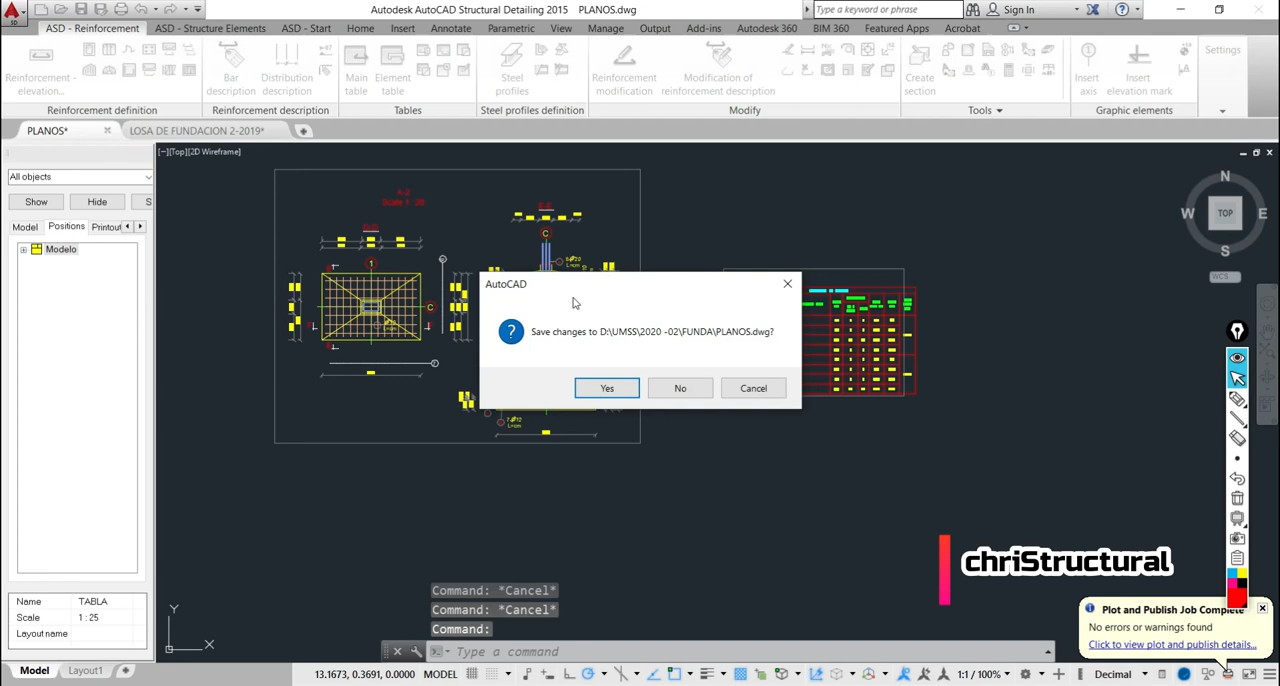 Autodesk AutoCAD Structural Detailing 2015 PLANOS.dwg
Type a keyword or phrase
Sign In
SD
ASD - Reinforcement ASD - Structure Elements ASD - Start Home Insert Annotate Parametric View Manage Output Add-ins Autodesk 360 BIM 360 Featured Apps Acrobat
Reinforcement - elevation...
Bar description
Distribution description
Main table
Element table
Steel profiles
Reinforcement modification
Modification of reinforcement description
Create section
Insert axis
Insert elevation mark
Settings
Reinforcement definition Reinforcement description Tables Steel profiles definition Modify Tools Graphic elements
PLANOS* LOSA DE FUNDACION 2-2019*
[−][Top][2D Wireframe]
All objects
Show Hide S
Model Positions Printout
Modelo
Name TABLA
Scale 1 : 25
Layout name
A-2
1
C
C
N
W TOP E
S
WCS
AutoCAD
Save changes to D:\UMSS\2020 -02\FUNDA\PLANOS.dwg?
Yes No Cancel
Y
X
Command: *Cancel*
Command: *Cancel*
Command:
Type a command
chriStructural
Plot and Publish Job Complete
No errors or warnings found
Click to view plot and publish details...
Model Layout1
13.1673, 0.3691, 0.0000 MODEL 1:1 / 100% Decimal